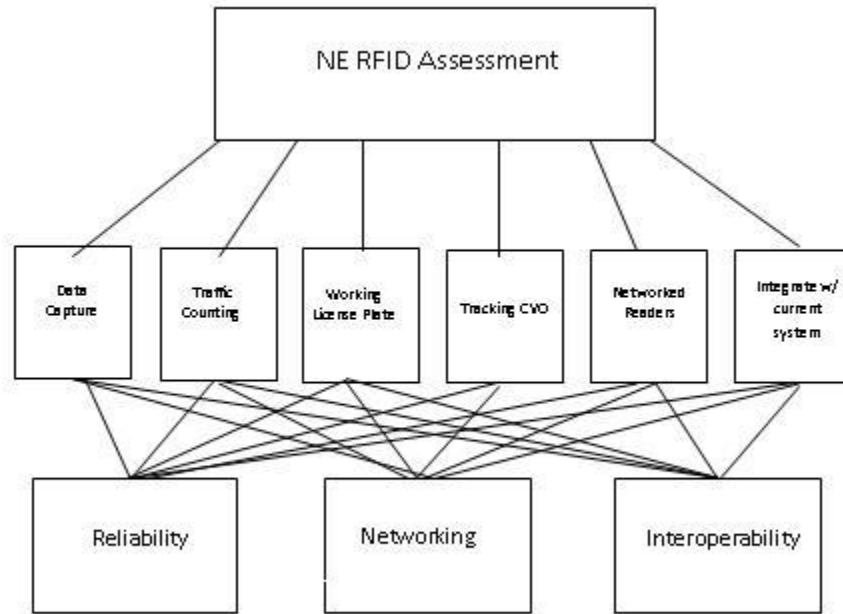 NE RFID Assessment
Data
Capture
Traffic
Counting
Working
License Plate
Tracking CVO
Networked
Readers
Integrate w/
current
system
Reliability
Networking
Interoperability